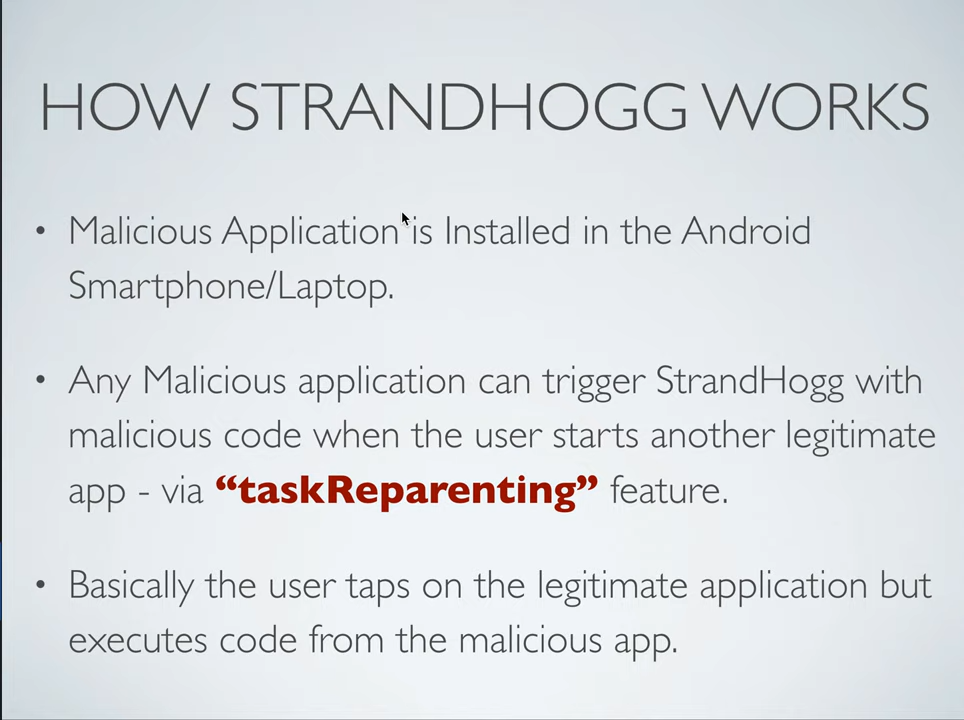 HOW STRANDHOGG WORKS
• Malicious Application is Installed in the Android
Smartphone/Laptop.
• Any Malicious application can trigger StrandHogg with
malicious code when the user starts another legitimate
app - via “taskReparenting” feature.
• Basically the user taps on the legitimate application but
executes code from the malicious app.